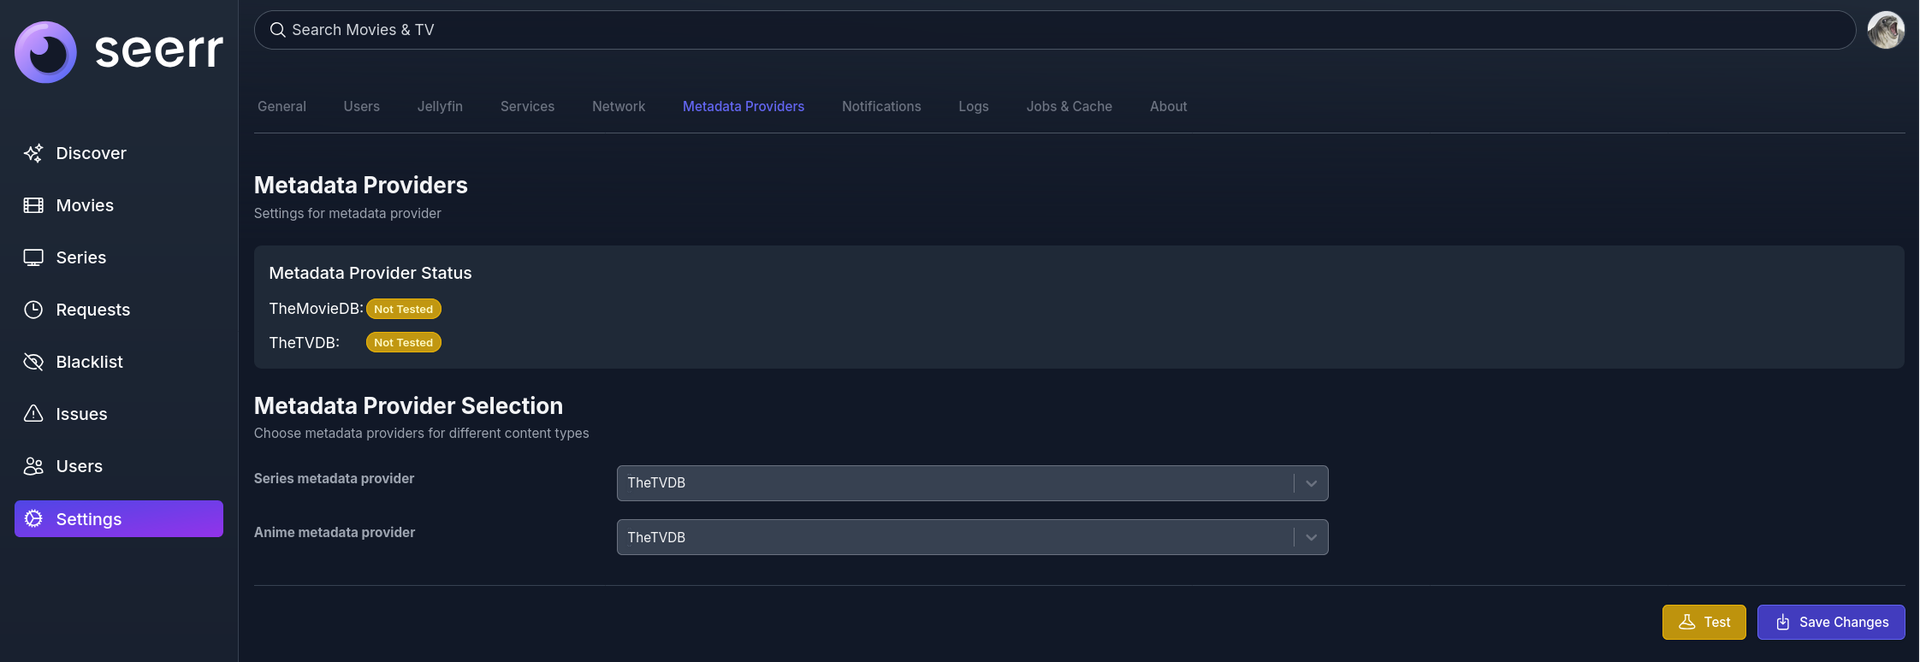 seerr
Search Movies & TV
General Users Jellyfin Services Network Metadata Providers Notifications Logs Jobs & Cache About
Discover
Movies
Series
Requests
Blacklist
Issues
Users
Settings
Metadata Providers
Settings for metadata provider
Metadata Provider Status
TheMovieDB: Not Tested
TheTVDB: Not Tested
Metadata Provider Selection
Choose metadata providers for different content types
Series metadata provider TheTVDB
Anime metadata provider TheTVDB
Test Save Changes